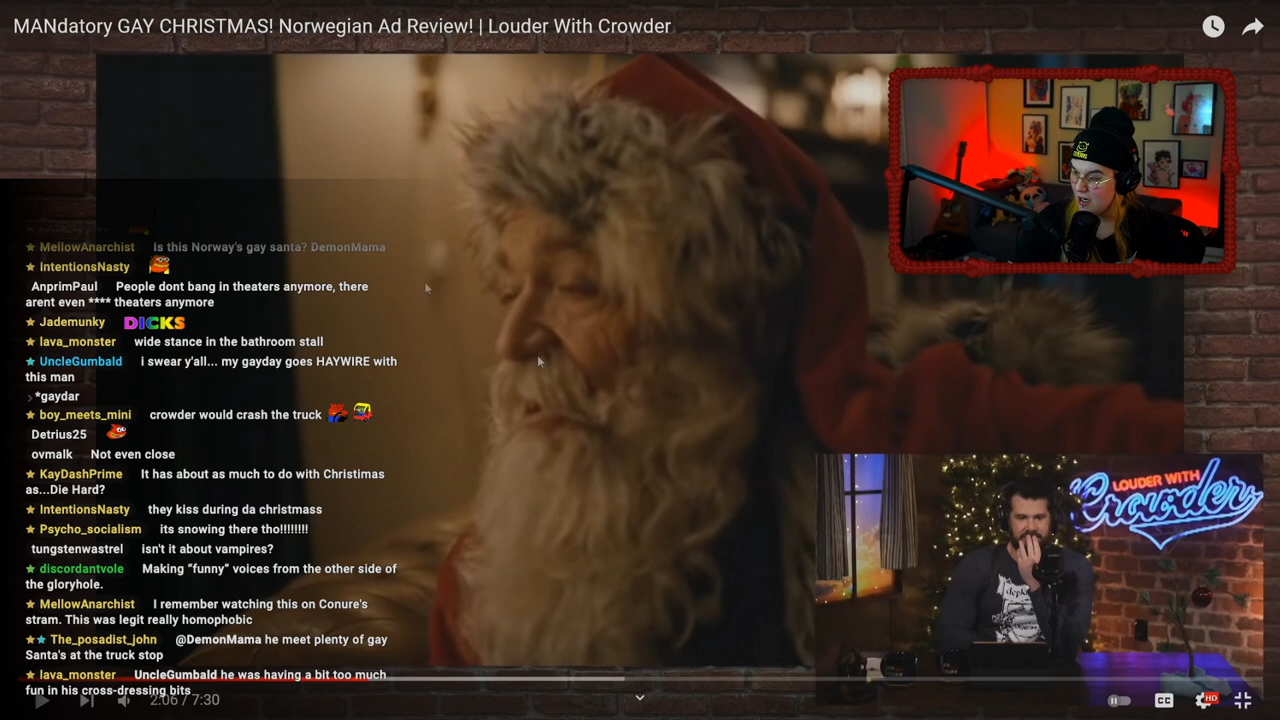 MANdatory GAY CHRISTMAS! Norwegian Ad Review! | Louder With Crowder
MellowAnarchist Is this Norway's gay santa? DemonMama
IntentionsNasty
AnprimPaul People dont bang in theaters anymore, there
arent even **** theaters anymore
Jademunky DICKS
lava_monster wide stance in the bathroom stall
UncleGumbald i swear y'all... my gayday goes HAYWIRE with
this man
*gaydar
boy_meets_mini crowder would crash the truck
Detrius25
ovmalk Not even close
KayDashPrime It has about as much to do with Christimas
as...Die Hard?
IntentionsNasty they kiss during da christmass
Psycho_socialism its snowing there tho!!!!!!!!
tungstenwastrel isn't it about vampires?
discordantvole Making “funny” voices from the other side of
the gloryhole.
MellowAnarchist I remember watching this on Conure's
stram. This was legit really homophobic
The_posadist_john @DemonMama he meet plenty of gay
Santa's at the truck stop
lava_monster UncleGumbald he was having a bit too much
fun in his cross-dressing bits
2:06 / 7:30
LOUDER WITH
Crowder
CC
HD